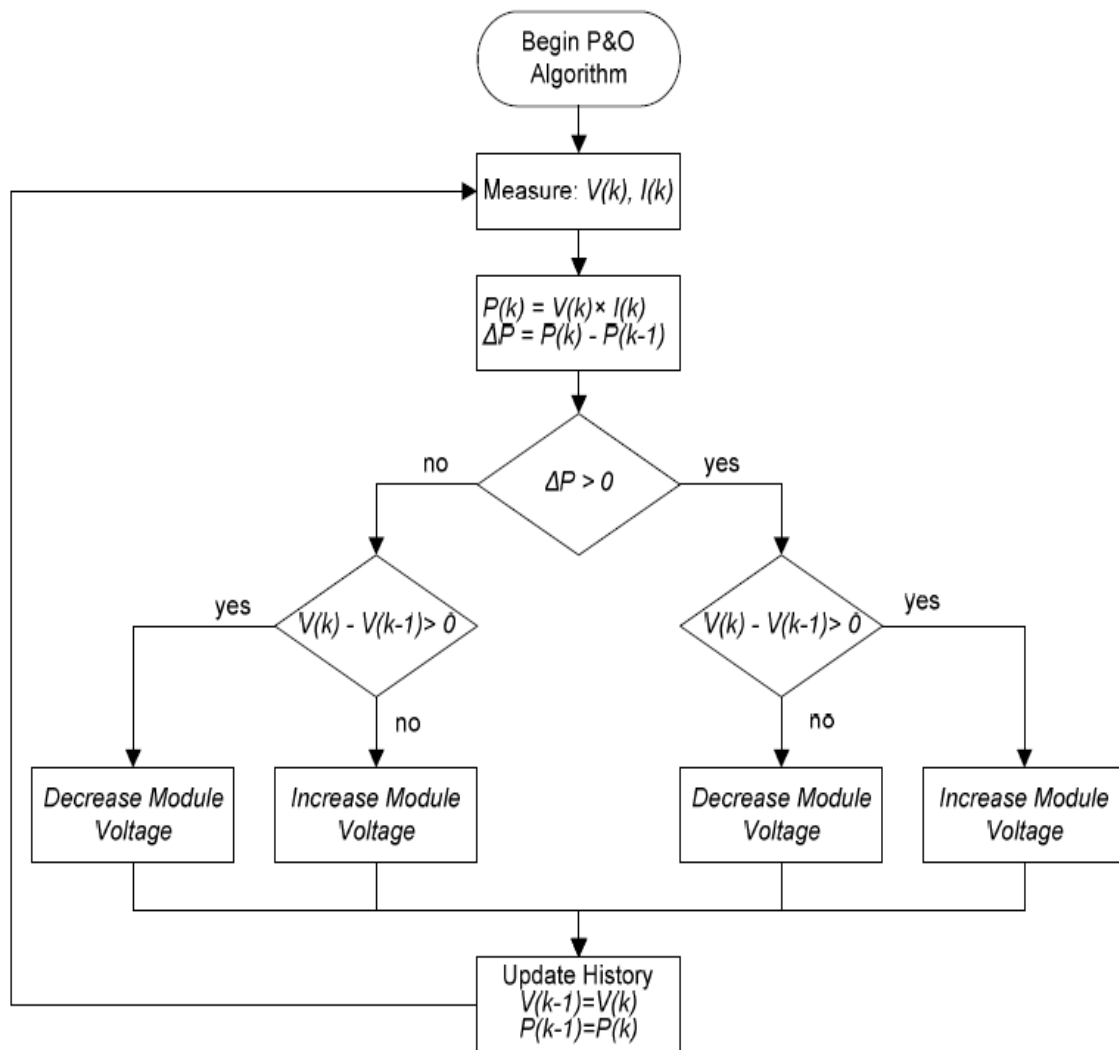 Begin P&O
Algorithm
Measure: V(k), I(k)
P(k) = V(k)× I(k)
ΔP = P(k) - P(k-1)
no
yes
ΔP > 0
yes
V(k) - V(k-1)> 0
V(k) - V(k-1)> 0
yes
no
no
Decrease Module
Voltage
Increase Module
Voltage
Decrease Module
Voltage
Increase Module
Voltage
Update History
V(k-1)=V(k)
P(k-1)=P(k)